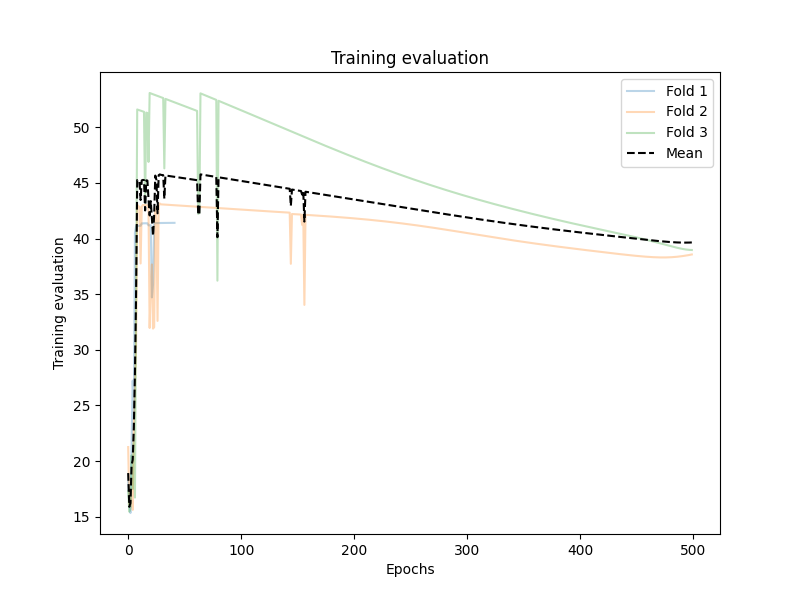 Training evaluation
Fold 1
Fold 2
Fold 3
Mean
Training evaluation
50
45
40
35
30
25
20
15
0 100 200 300 400 500
Epochs